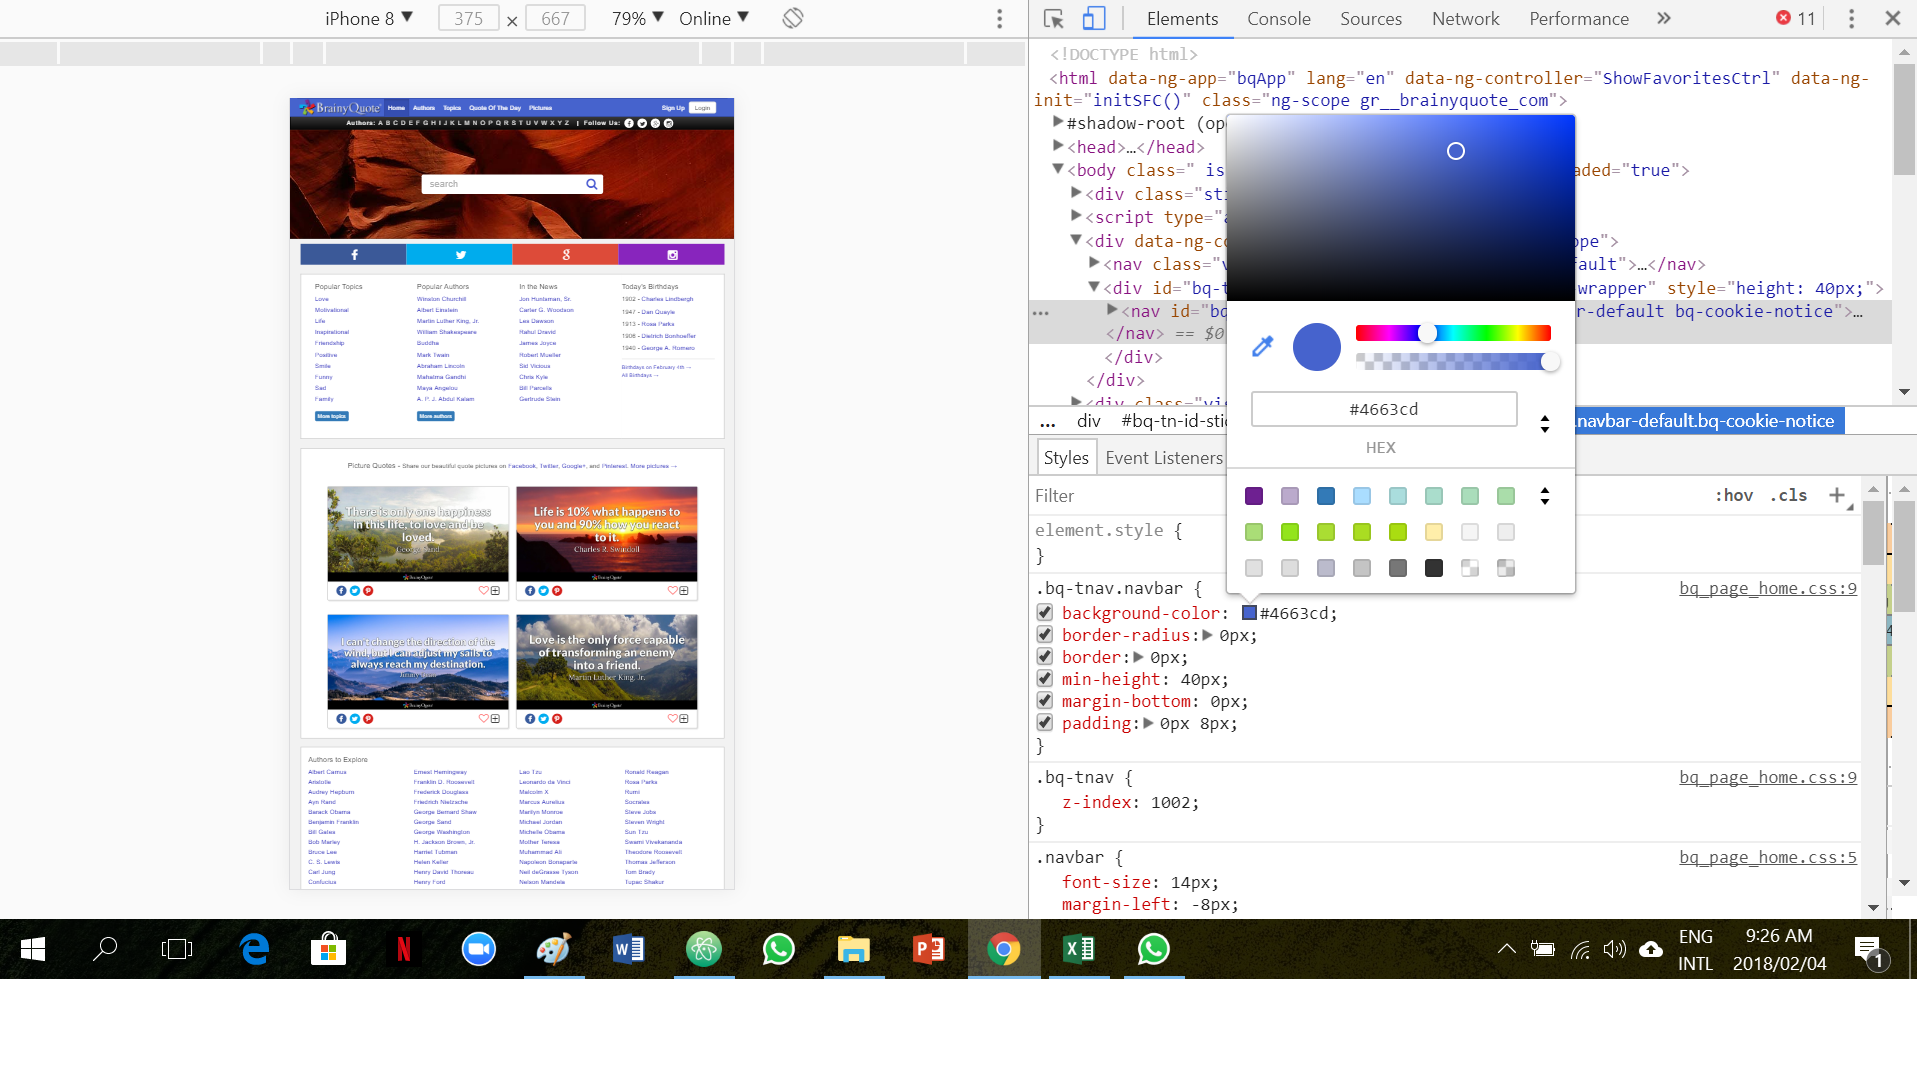 iPhone 8 ▼ 375 × 667 79% ▼ Online ▼
Elements Console Sources Network Performance » 11
<!DOCTYPE html>
<html data-ng-app="bqApp" lang="en" data-ng-controller="ShowFavoritesCtrl" data-ng-
init="initSFC()" class="ng-scope gr__brainyquote_com">
▶#shadow-root (op
▶<head>…</head>
▼<body class=" is aded="true">
▶<div class="st
▶<script type="a
▼<div data-ng-c ope">
▶<nav class="v fault">…</nav>
▼<div id="bq-t wrapper" style="height: 40px;">
… ▶<nav id="bq r-default bq-cookie-notice">…
</nav> == $0
</div>
</div>
▶<div class="vi
... div #bq-tn-id-stic .navbar-default.bq-cookie-notice
#4663cd
HEX
Styles Event Listeners
Filter :hov .cls +
element.style {
}
.bq-tnav.navbar { bq_page_home.css:9
background-color: #4663cd;
border-radius:▶ 0px;
border:▶ 0px;
min-height: 40px;
margin-bottom: 0px;
padding:▶ 0px 8px;
}
.bq-tnav { bq_page_home.css:9
z-index: 1002;
}
.navbar { bq_page_home.css:5
font-size: 14px;
margin-left: -8px;
BrainyQuote Home Authors Topics Quote Of The Day Pictures Sign Up Login
Authors: A B C D E F G H I J K L M N O P Q R S T U V W X Y Z | Follow Us:
search
Popular Topics
Love
Motivational
Life
Inspirational
Friendship
Positive
Smile
Funny
Sad
Family
More topics
Popular Authors
Winston Churchill
Albert Einstein
Martin Luther King, Jr.
William Shakespeare
Buddha
Mark Twain
Abraham Lincoln
Mahatma Gandhi
Maya Angelou
A. P. J. Abdul Kalam
More authors
In the News
Jon Huntsman, Sr.
Carter G. Woodson
Les Dawson
Rahul Dravid
James Joyce
Robert Mueller
Sid Vicious
Chris Kyle
Bill Parcells
Gertrude Stein
Today's Birthdays
1902 - Charles Lindbergh
1947 - Dan Quayle
1913 - Rosa Parks
1906 - Dietrich Bonhoeffer
1940 - George A. Romero
Birthdays on February 4th →
All Birthdays →
Picture Quotes - Share our beautiful quote pictures on Facebook, Twitter, Google+, and Pinterest. More pictures →
There is only one happiness
in this life, to love and be
loved.
George Sand
BrainyQuote
Life is 10% what happens to
you and 90% how you react
to it.
Charles R. Swindoll
BrainyQuote
I can't change the direction of the
wind, but I can adjust my sails to
always reach my destination.
Jimmy Dean
BrainyQuote
Love is the only force capable
of transforming an enemy
into a friend.
Martin Luther King, Jr.
BrainyQuote
Authors to Explore
Albert Camus
Aristotle
Audrey Hepburn
Ayn Rand
Barack Obama
Benjamin Franklin
Bill Gates
Bob Marley
Bruce Lee
C. S. Lewis
Carl Jung
Confucius
Ernest Hemingway
Franklin D. Roosevelt
Frederick Douglass
Friedrich Nietzsche
George Bernard Shaw
George Sand
George Washington
H. Jackson Brown, Jr.
Harriet Tubman
Helen Keller
Henry David Thoreau
Henry Ford
Lao Tzu
Leonardo da Vinci
Malcolm X
Marcus Aurelius
Marilyn Monroe
Michael Jordan
Michelle Obama
Mother Teresa
Muhammad Ali
Napoleon Bonaparte
Neil deGrasse Tyson
Nelson Mandela
Ronald Reagan
Rosa Parks
Rumi
Socrates
Steve Jobs
Steven Wright
Sun Tzu
Swami Vivekananda
Theodore Roosevelt
Thomas Jefferson
Tom Brady
Tupac Shakur
ENG
INTL
9:26 AM
2018/02/04
1